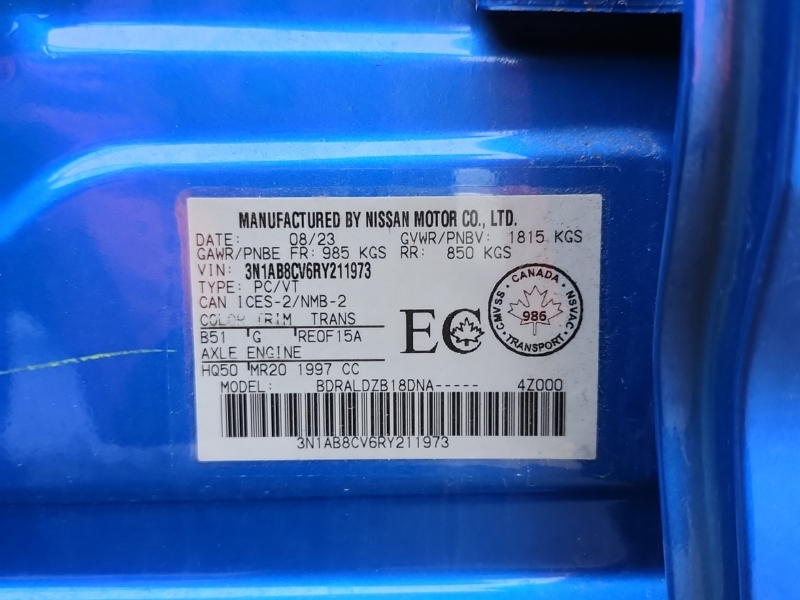 MANUFACTURED BY NISSAN MOTOR CO., LTD.
DATE: 08/23 GVWR/PNBV: 1815 KGS
GAWR/PNBE FR: 985 KGS RR: 850 KGS
VIN: 3N1AB8CV6RY211973
TYPE: PC/VT
CAN ICES-2/NMB-2
COLOR TRIM TRANS
B51 G RE0F15A
AXLE ENGINE
HQ50 MR20 1997 CC
EC
CANADA
CMVSS 986 NSVAC
TRANSPORT
MODEL: BDRALDZB18DNA----- 4Z000
3N1AB8CV6RY211973